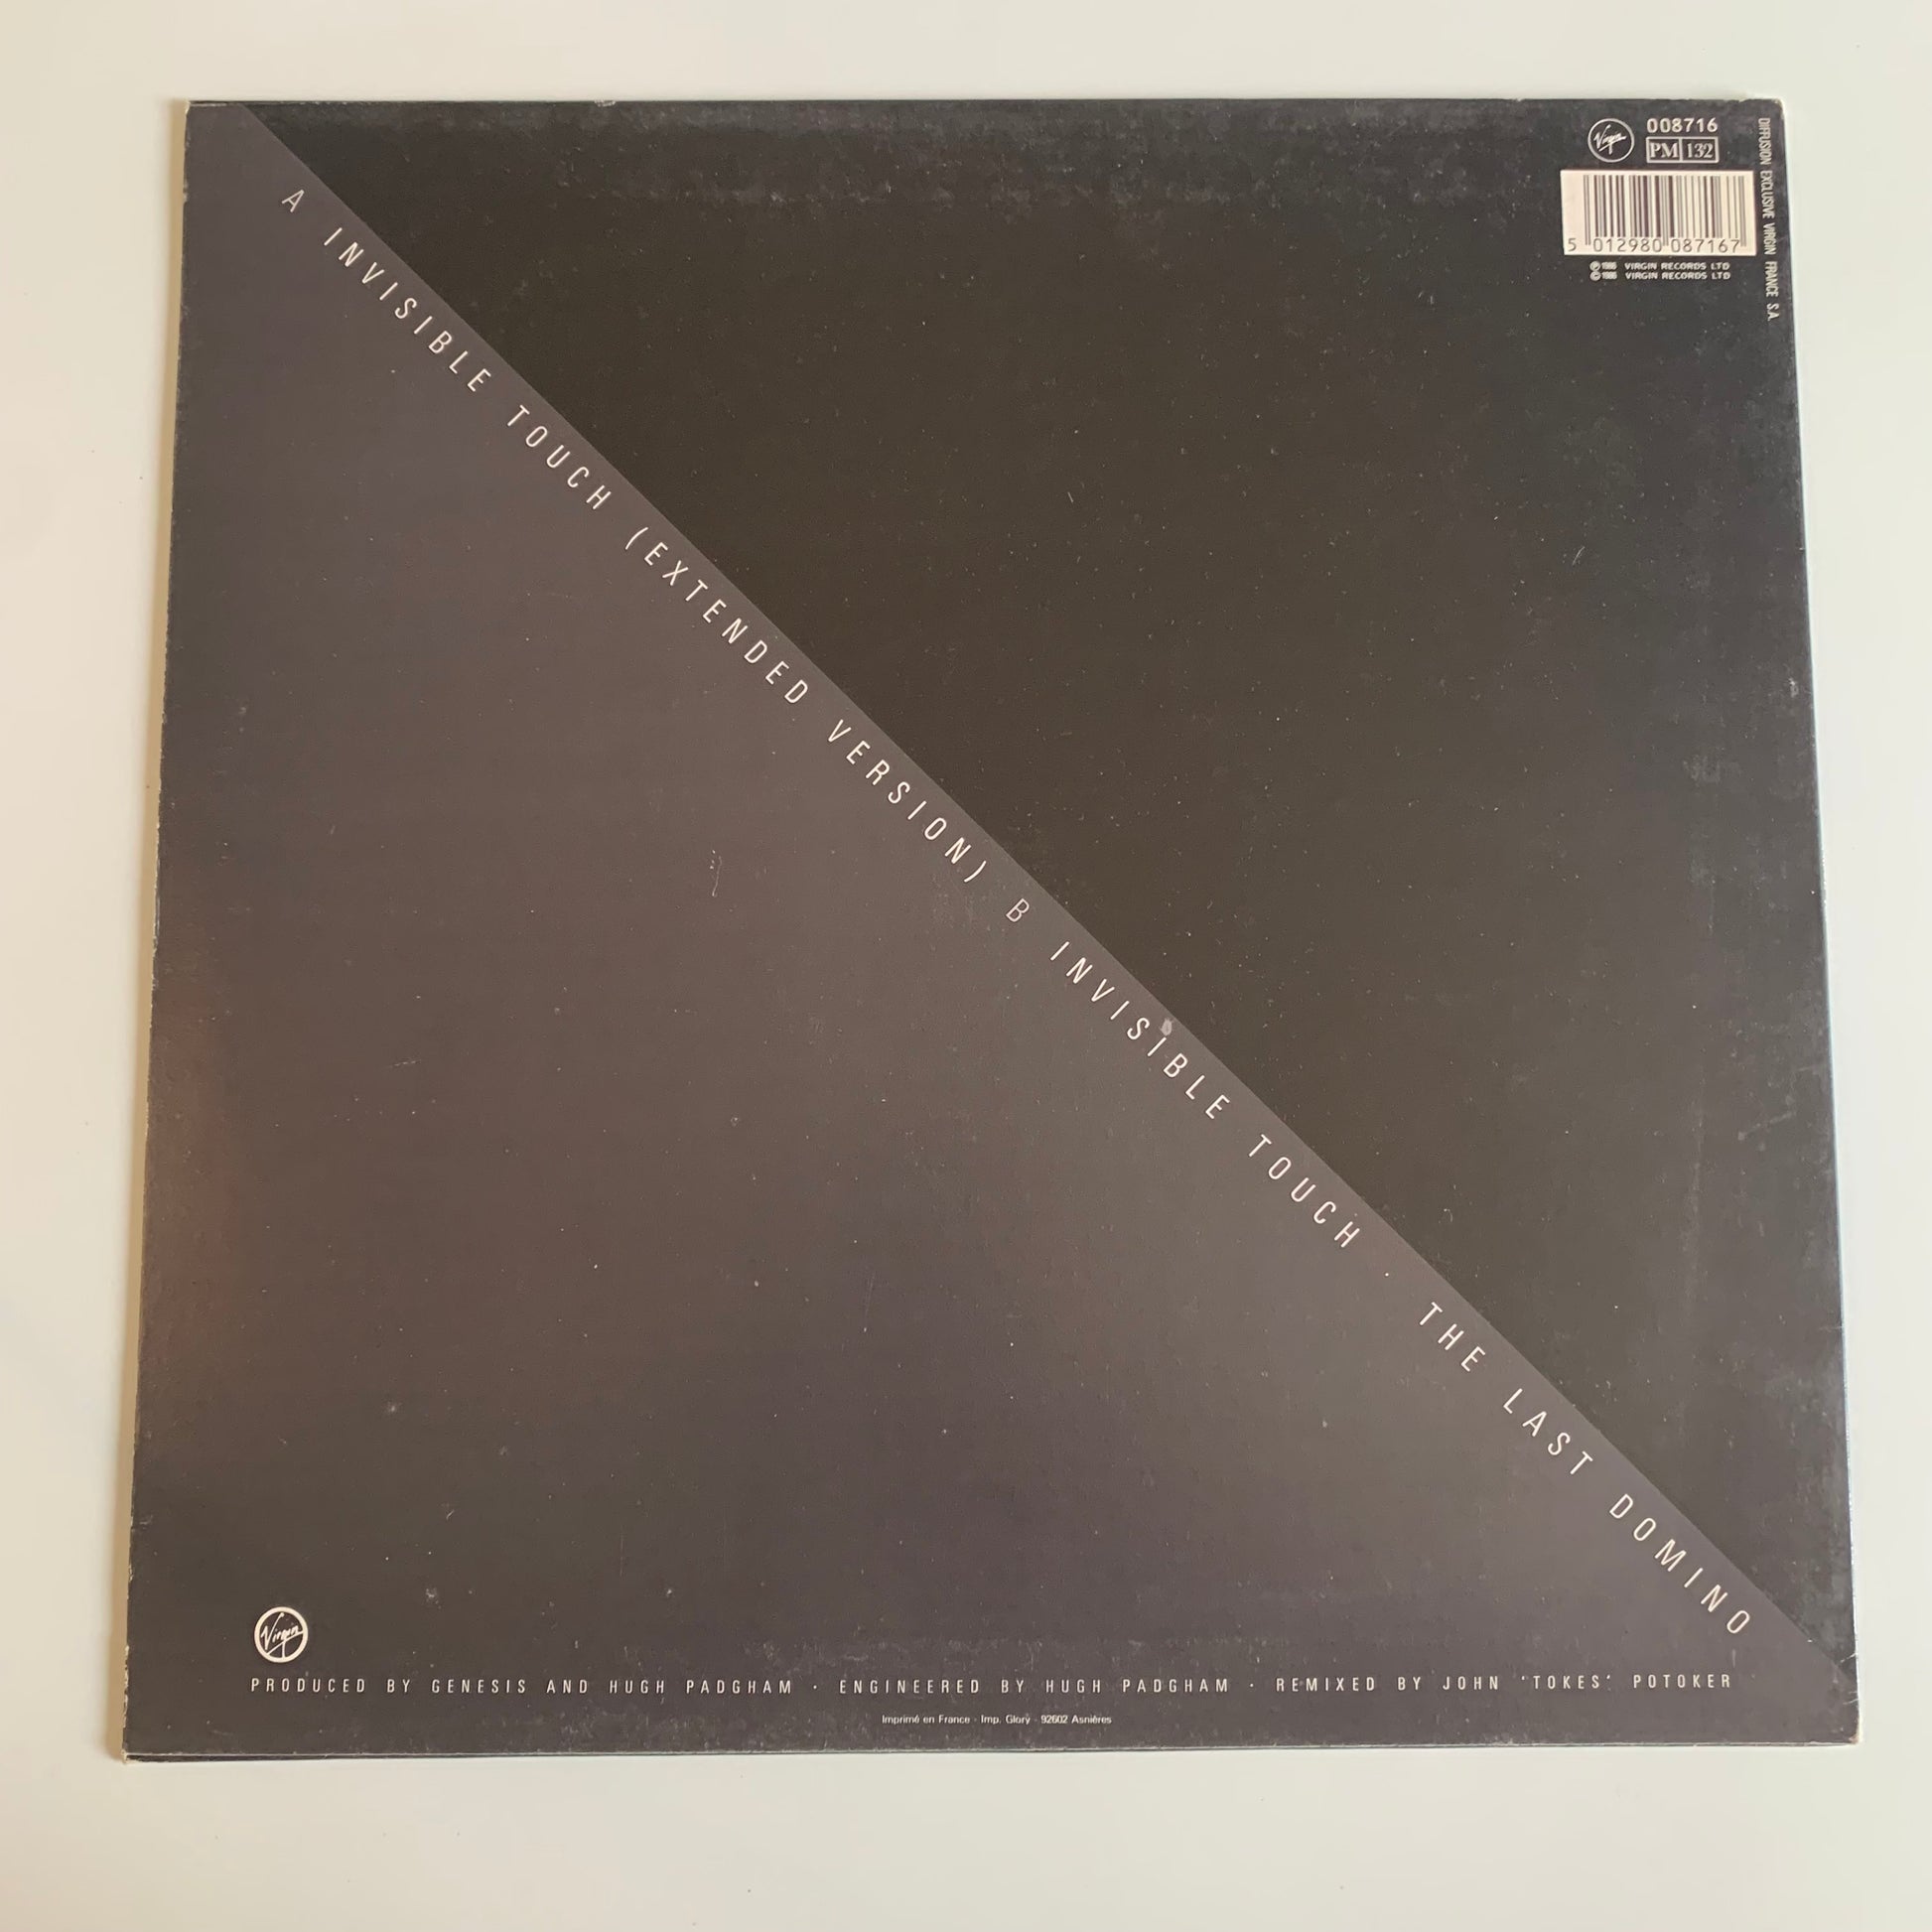 Virgin
008716
PM 132
5 012980 087167
℗ 1986 VIRGIN RECORDS LTD
© 1986 VIRGIN RECORDS LTD
DIFFUSION EXCLUSIVE VIRGIN FRANCE S.A.
A INVISIBLE TOUCH (EXTENDED VERSION) B INVISIBLE TOUCH · THE LAST DOMINO
Virgin
PRODUCED BY GENESIS AND HUGH PADGHAM · ENGINEERED BY HUGH PADGHAM · REMIXED BY JOHN 'TOKES' POTOKER
Imprimé en France - Imp. Glory - 92602 Asnières